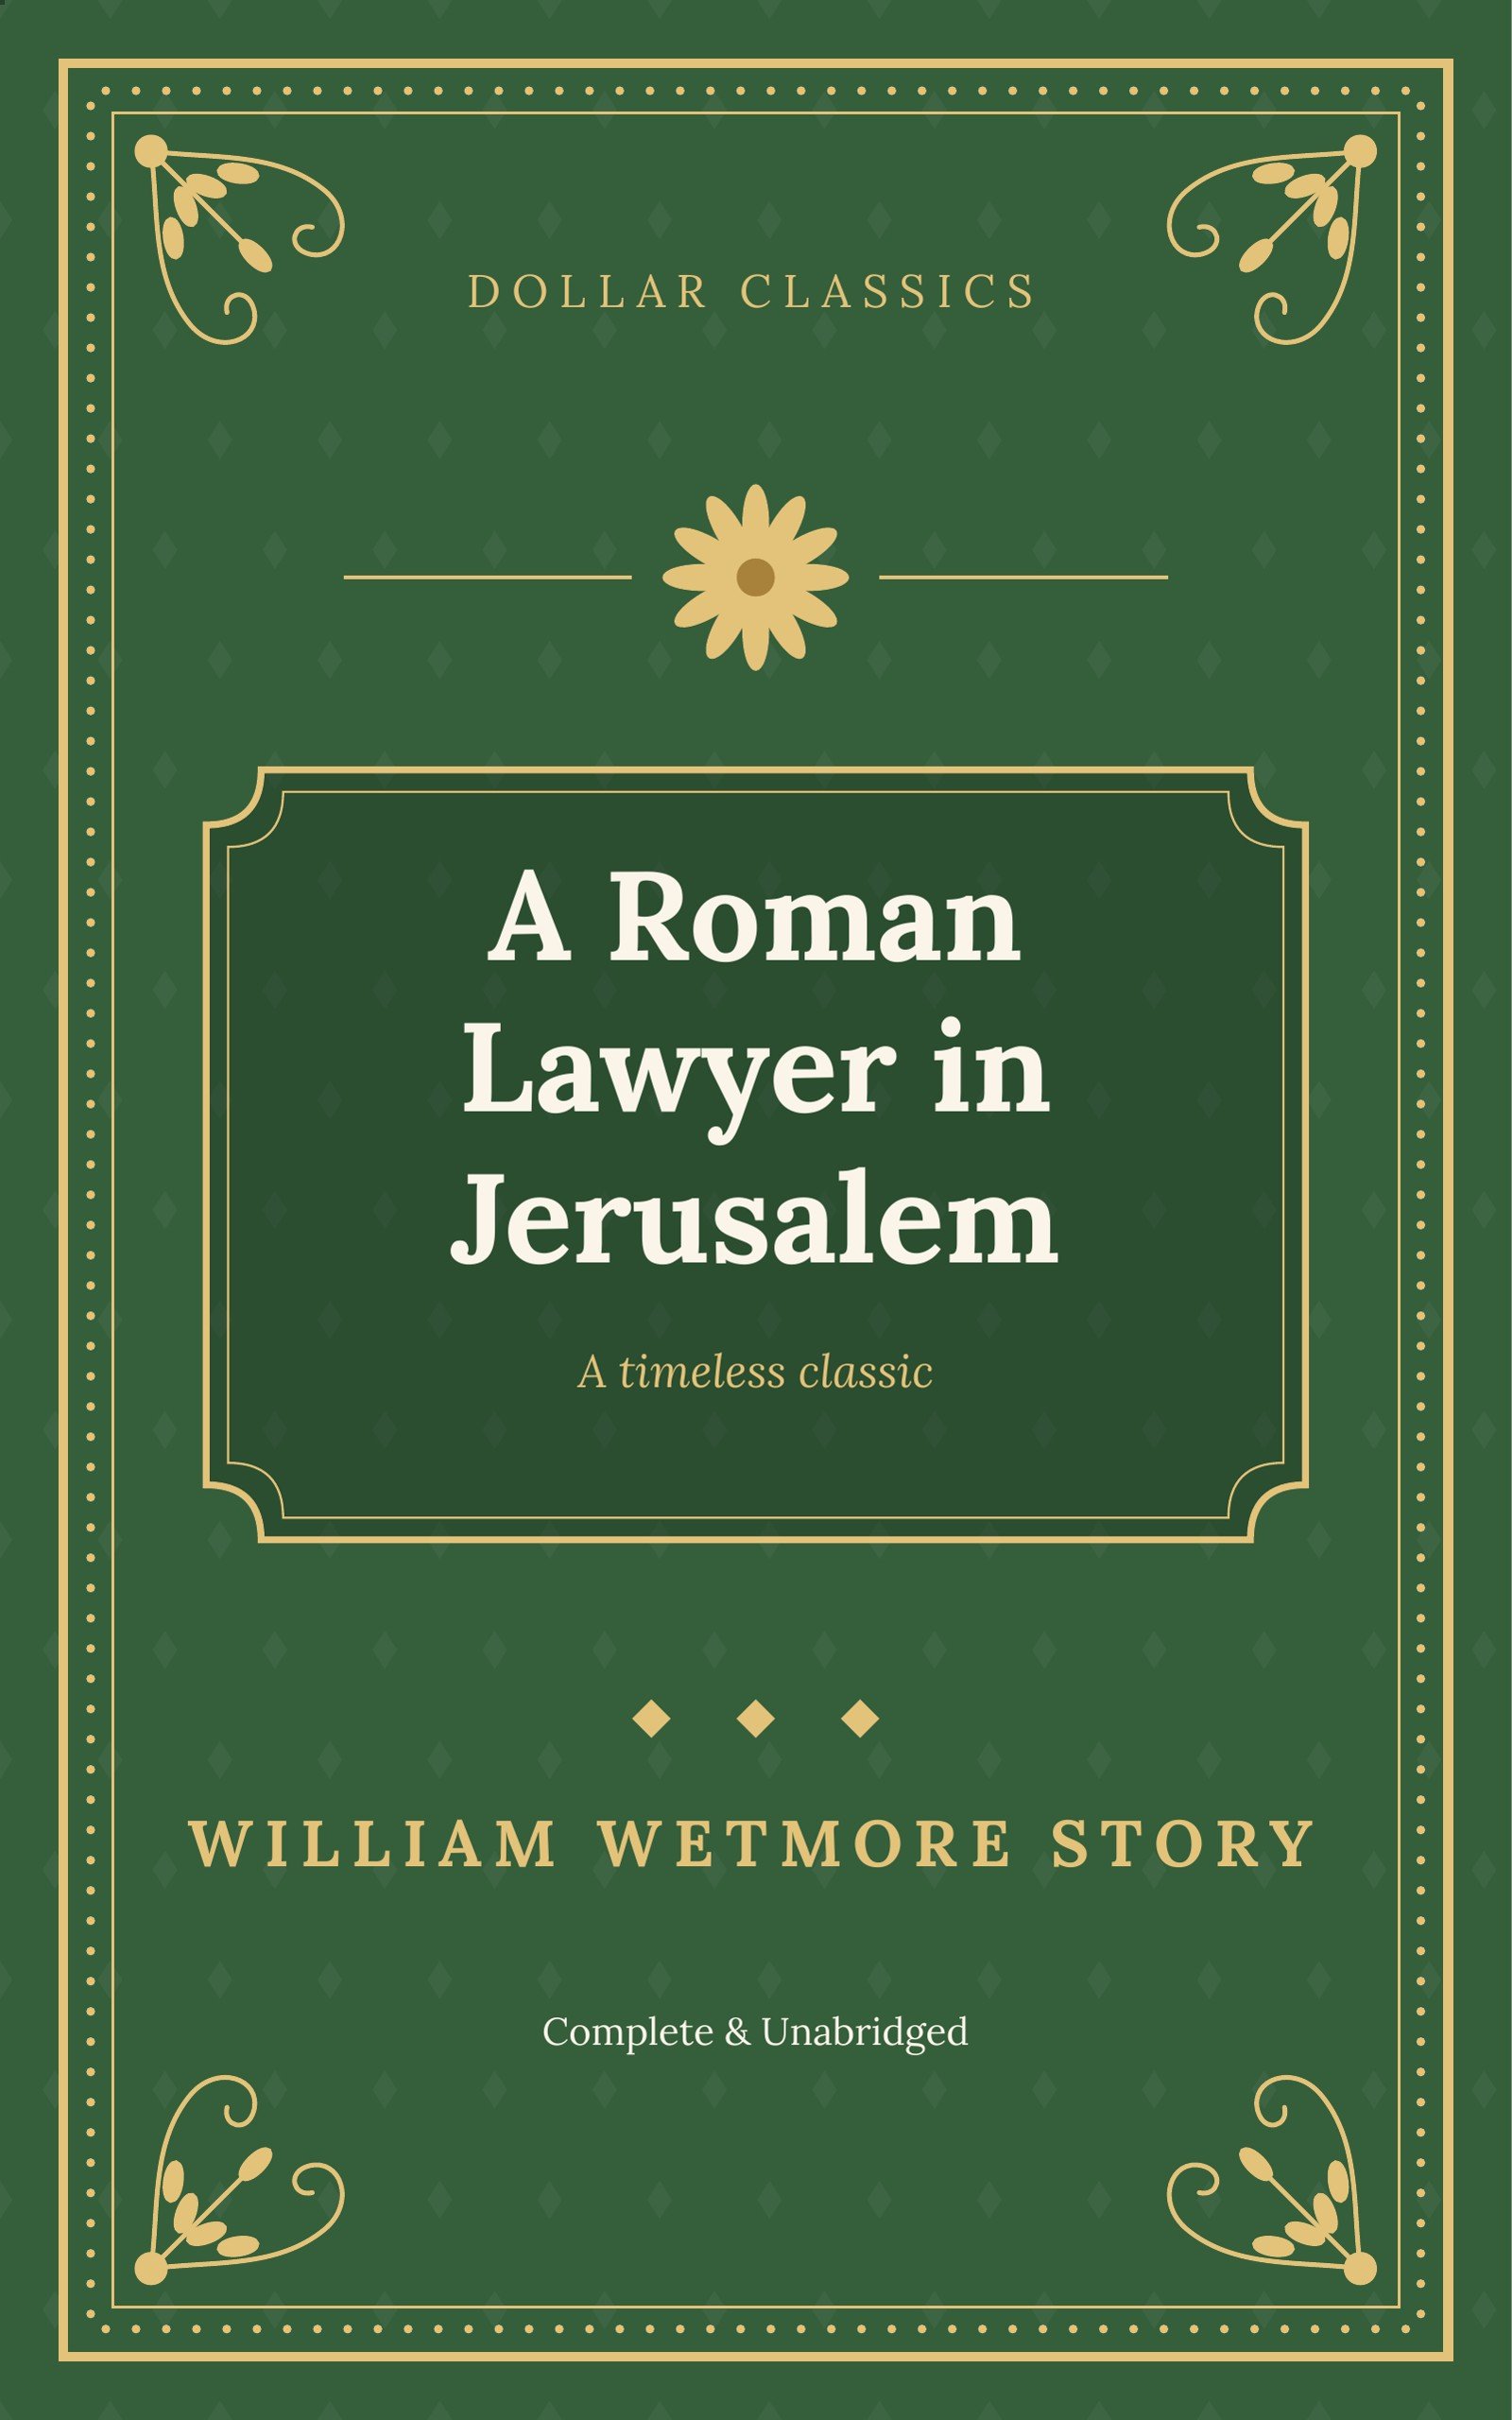 DOLLAR CLASSICS
A Roman
Lawyer in
Jerusalem
A timeless classic
WILLIAM WETMORE STORY
Complete & Unabridged